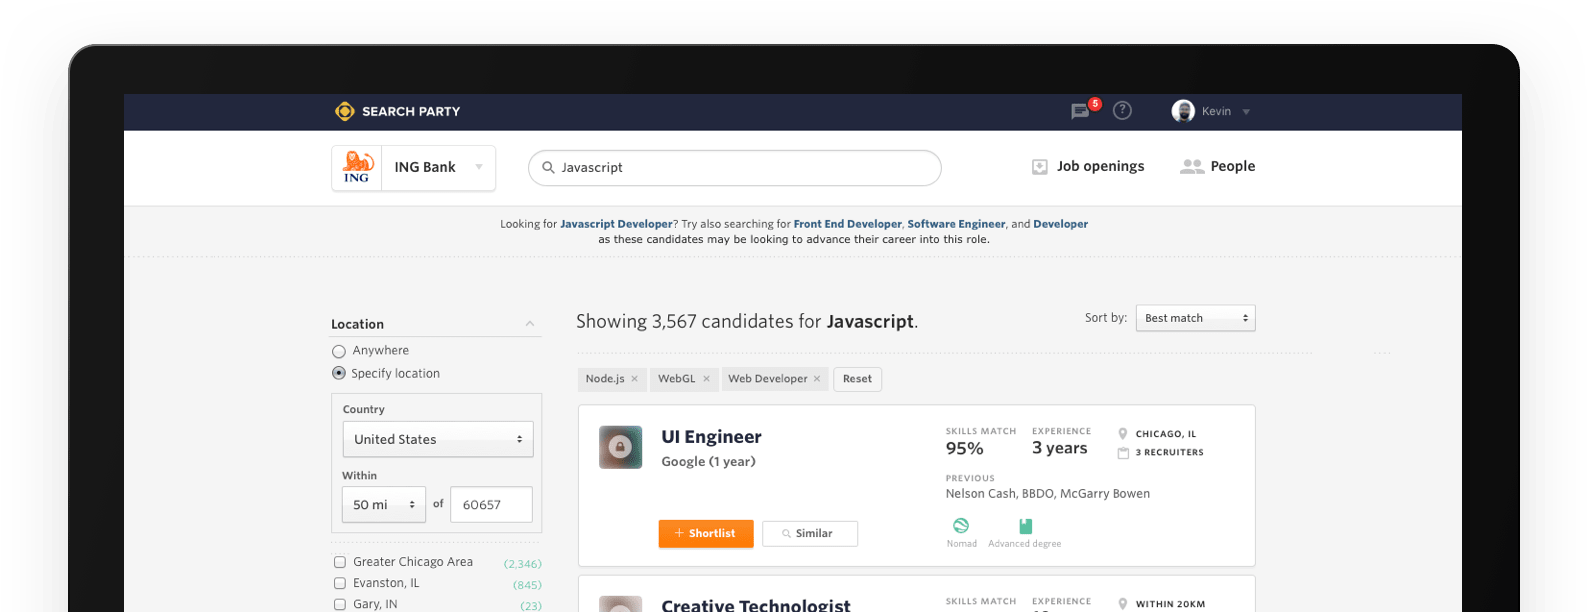 SEARCH PARTY
5
?
Kevin
ING
ING Bank
Javascript
Job openings
People
Looking for Javascript Developer? Try also searching for Front End Developer, Software Engineer, and Developer
as these candidates may be looking to advance their career into this role.
Location
Anywhere
Specify location
Country
United States
Within
50 mi of 60657
Greater Chicago Area (2,346)
Evanston, IL (845)
Gary, IN (23)
Showing 3,567 candidates for Javascript.
Sort by: Best match
Node.js × WebGL × Web Developer × Reset
UI Engineer
Google (1 year)
SKILLS MATCH
95%
EXPERIENCE
3 years
CHICAGO, IL
3 RECRUITERS
PREVIOUS
Nelson Cash, BBDO, McGarry Bowen
Nomad
Advanced degree
+ Shortlist
Similar
Creative Technologist
SKILLS MATCH
EXPERIENCE
WITHIN 20KM